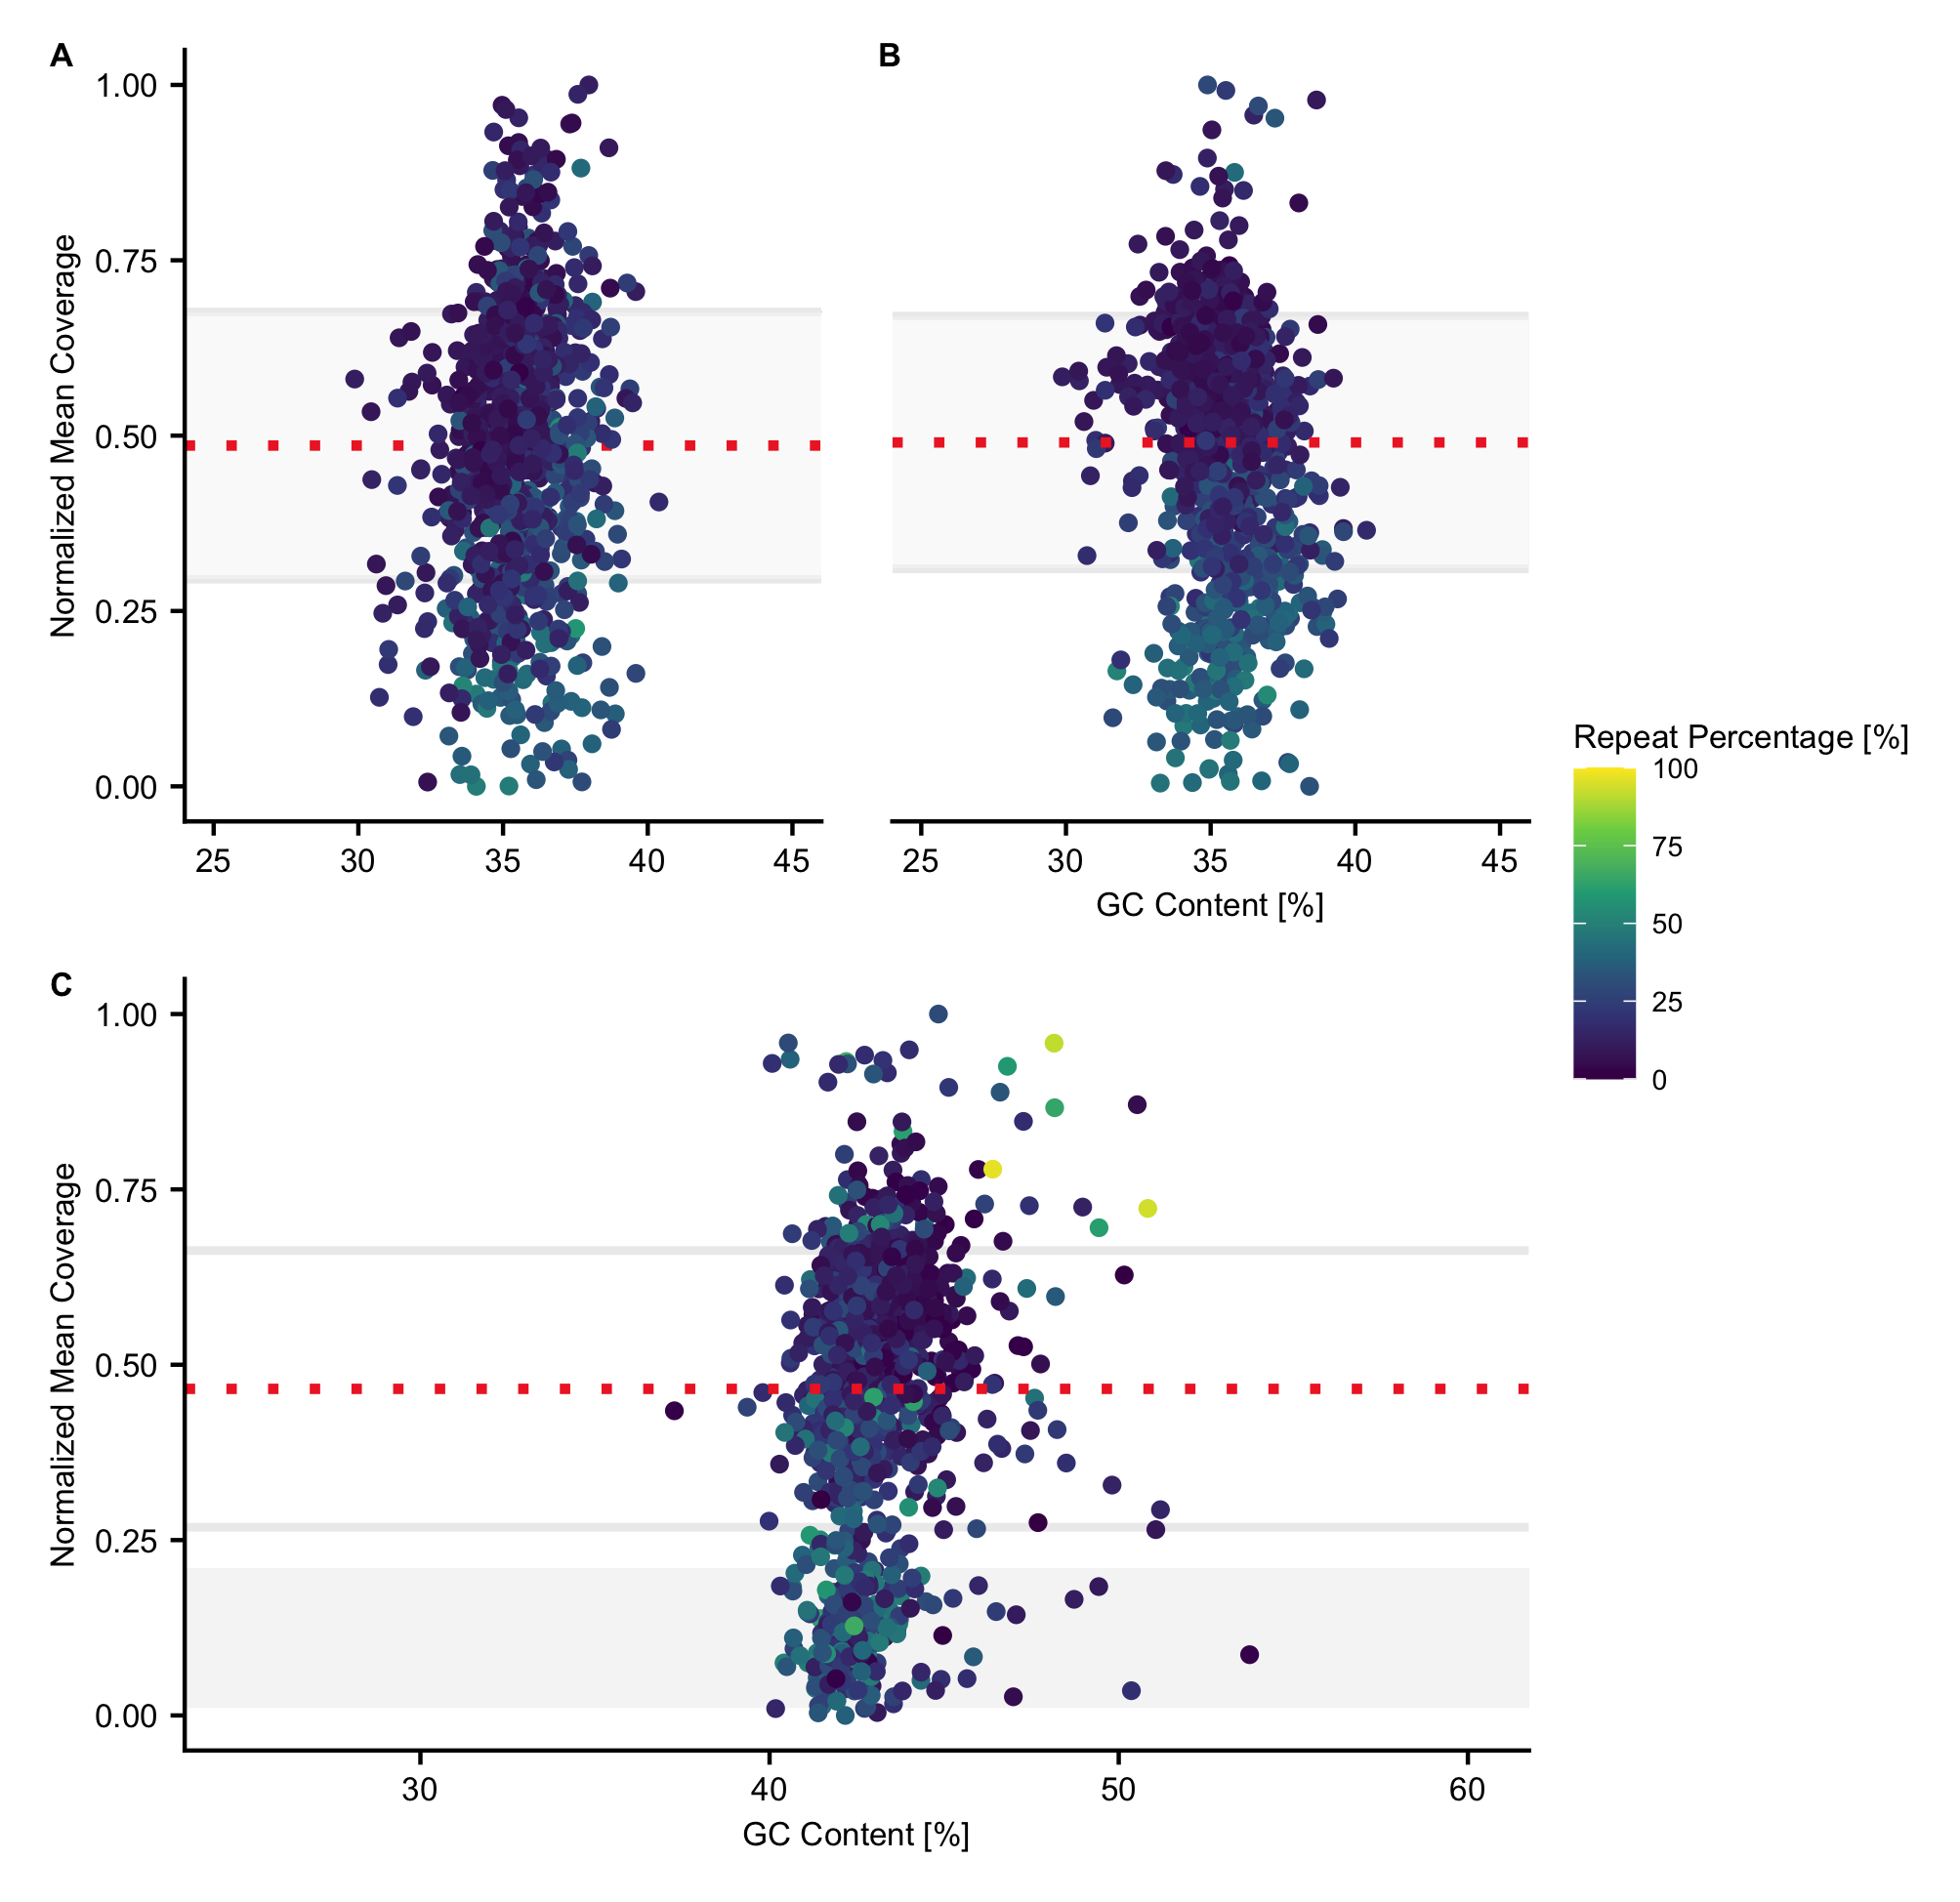 A
B
1.00
0.75
0.50
0.25
0.00
Normalized Mean Coverage
25 30 35 40 45
25 30 35 40 45
GC Content [%]
Repeat Percentage [%]
100
75
50
25
0
C
1.00
0.75
0.50
0.25
0.00
Normalized Mean Coverage
30 40 50 60
GC Content [%]